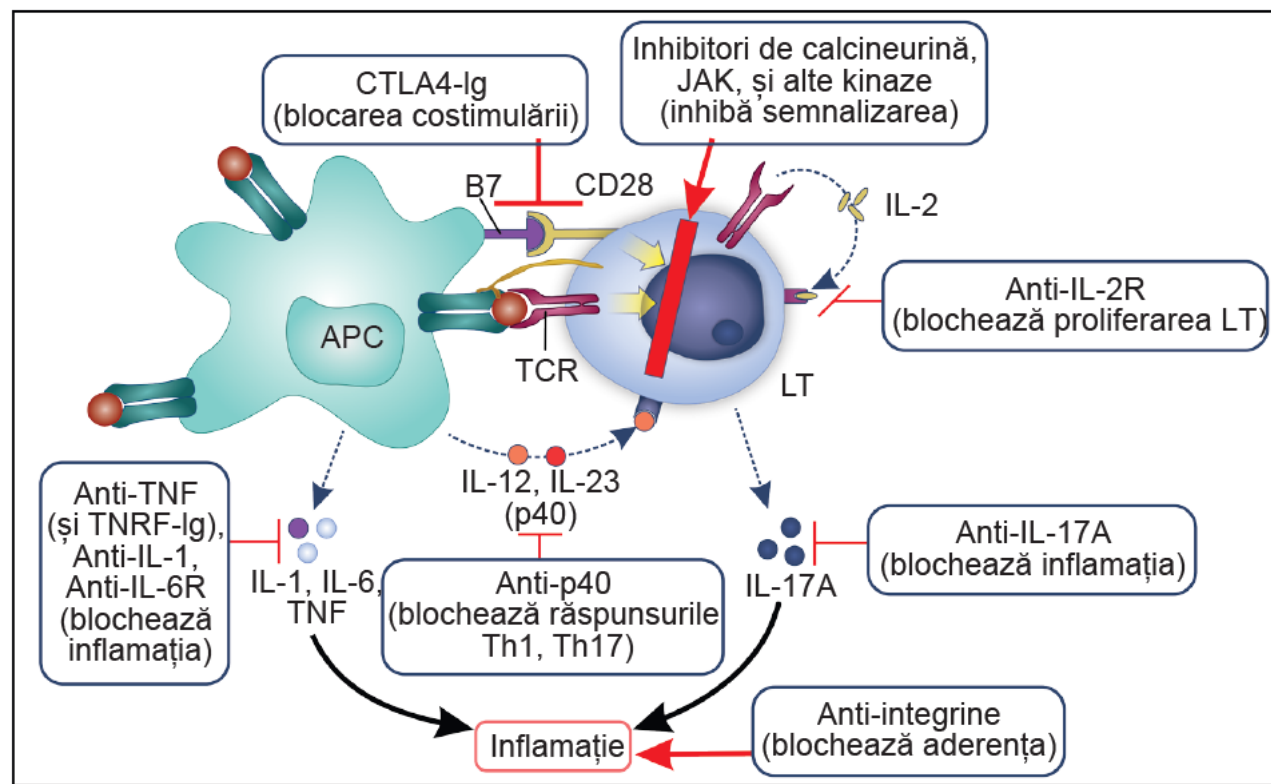 CTLA4-Ig
(blocarea costimulării)
Inhibitori de calcineurină,
JAK, și alte kinaze
(inhibă semnalizarea)
B7
CD28
IL-2
Anti-IL-2R
(blochează proliferarea LT)
APC
TCR
LT
IL-12, IL-23
(p40)
Anti-TNF
(și TNRF-Ig),
Anti-IL-1,
Anti-IL-6R
(blochează
inflamația)
IL-1, IL-6,
TNF
Anti-p40
(blochează răspunsurile
Th1, Th17)
IL-17A
Anti-IL-17A
(blochează inflamația)
Inflamație
Anti-integrine
(blochează aderența)